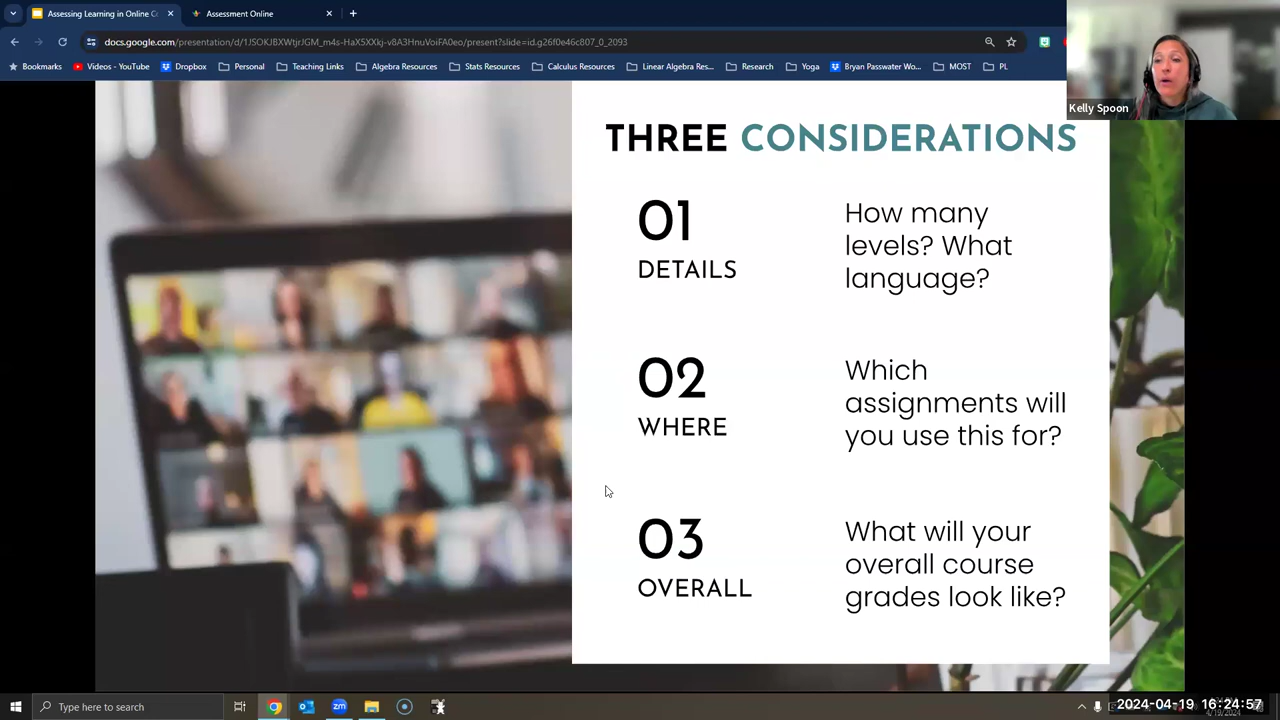 Assessing Learning in Online Co
Assessment Online
docs.google.com/presentation/d/1JSOKJBXWtjrJGM_m4s-HaX5fXkj-v8A3HnuVoiFA0eo/present?slide=id.g26f0e46c807_0_2093
Bookmarks
Videos - YouTube
Dropbox
Personal
Teaching Links
Algebra Resources
Stats Resources
Calculus Resources
Linear Algebra Res...
Research
Yoga
Bryan Passwater Wo...
MOST
PL
Kelly Spoon
THREE CONSIDERATIONS
01
DETAILS
How many
levels? What
language?
02
WHERE
Which
assignments will
you use this for?
03
OVERALL
What will your
overall course
grades look like?
Type here to search
2024-04-19 16:24:57